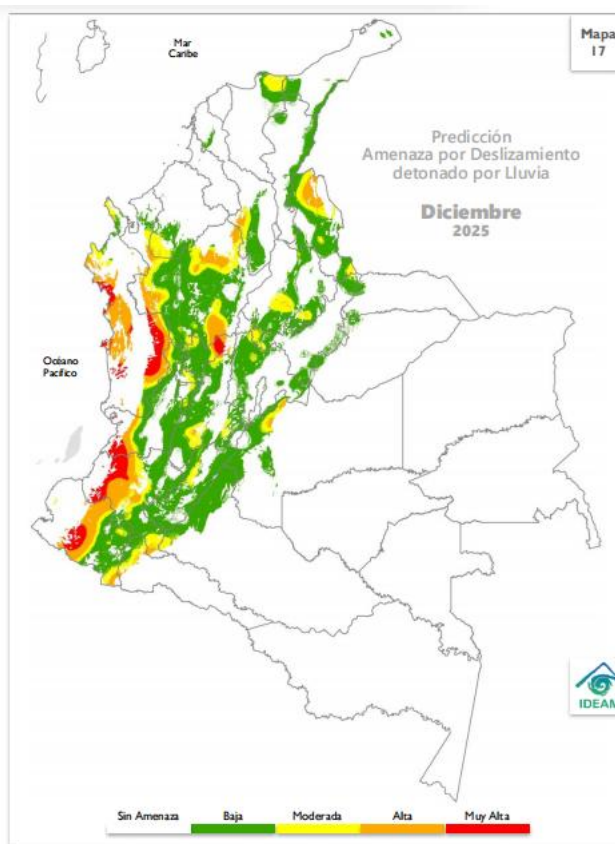 Mar
Caribe
Mapa
17
Predicción
Amenaza por Deslizamiento
detonado por Lluvia
Diciembre
2025
Océano
Pacífico
IDEAM
Sin Amenaza
Baja
Moderada
Alta
Muy Alta